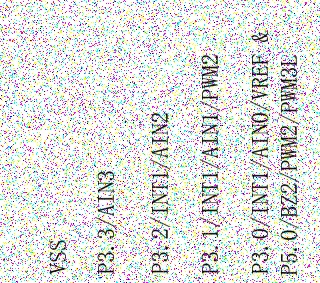 VSS
P3.3/AIN3
P3.2/INT1/AIN2
P3.1/INT1/AIN1/PWM2
P3.0/INT1/AIN0/VREF &
P5.0/BZ2/PWM2/PWM3E